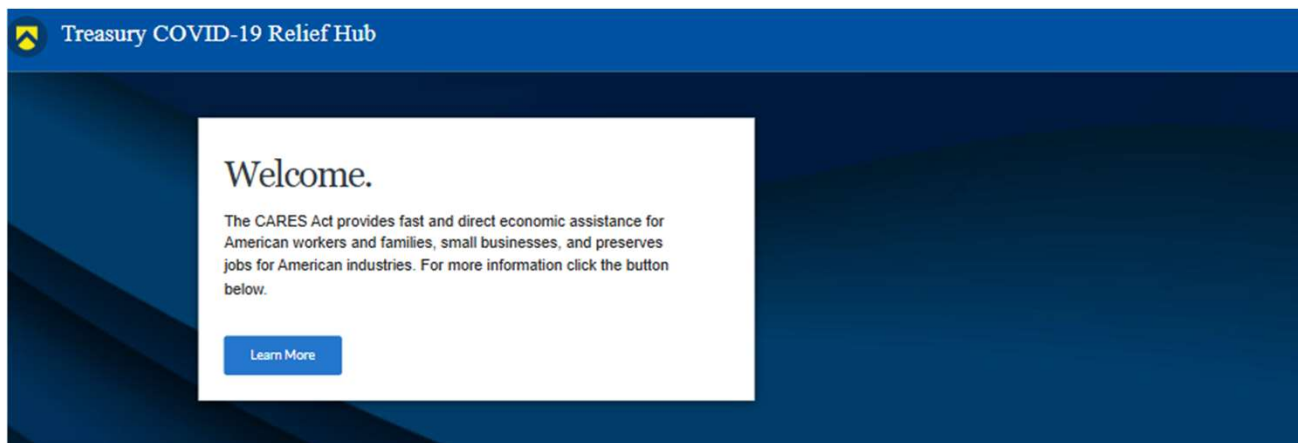 Treasury COVID-19 Relief Hub
Welcome.
The CARES Act provides fast and direct economic assistance for
American workers and families, small businesses, and preserves
jobs for American industries. For more information click the button
below.
Learn More